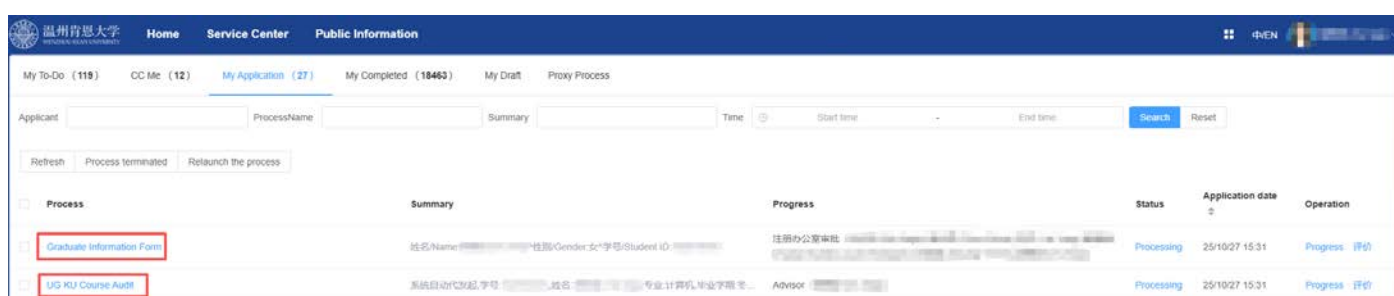 温州肯恩大学 Home Service Center Public Information 中/EN
WENZHOU-KEAN UNIVERSITY
My To-Do (119) CC Me (12) My Application (27) My Completed (18463) My Draft Proxy Process
Applicant ProcessName Summary Time Start time - End time Search Reset
Refresh Process terminated Relaunch the process
Process Summary Progress Status Application date Operation
Graduate Information Form 姓名/Name: *性别/Gender:女*学号/Student ID: 注册办公室审批 Processing 25/10/27 15:31 Progress 评价
UG KU Course Audit 系统自动代发起,学号: ,姓名: 专业:计算机,毕业学期: Advisor Processing 25/10/27 15:31 Progress 评价